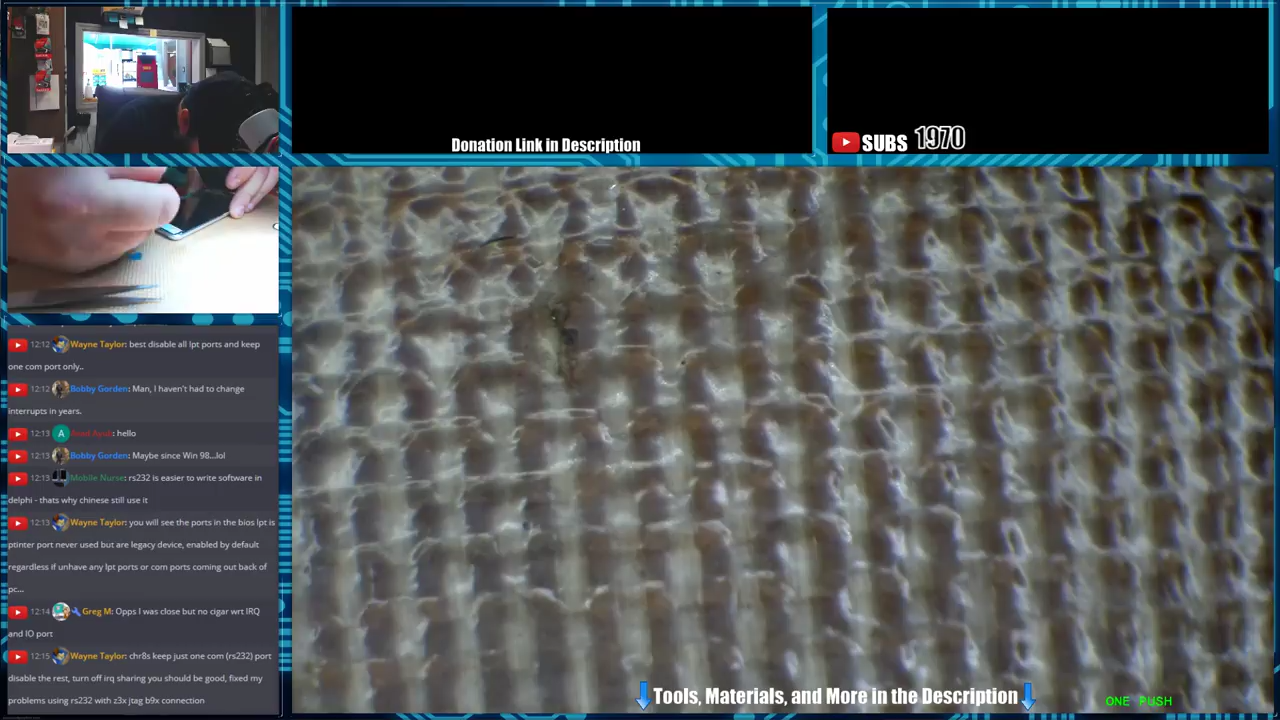 Donation Link in Description
SUBS 1970
12:12 Wayne Taylor: best disable all lpt ports and keep
one com port only..
12:12 Bobby Gorden: Man, I haven't had to change
interrupts in years.
12:13 A : hello
12:13 Bobby Gorden: Maybe since Win 98...lol
12:13 Mobile Nurse: rs232 is easier to write software in
delphi - thats why chinese still use it
12:13 Wayne Taylor: you will see the ports in the bios lpt is
ptinter port never used but are legacy device, enabled by default
regardless if unhave any lpt ports or com ports coming out back of
pc...
12:14 Greg M: Opps I was close but no cigar wrt IRQ
and IO port
12:15 Wayne Taylor: chr8s keep just one com (rs232) port
disable the rest, turn off irq sharing you should be good, fixed my
problems using rs232 with z3x jtag b9x connection
Tools, Materials, and More in the Description
ONE PUSH